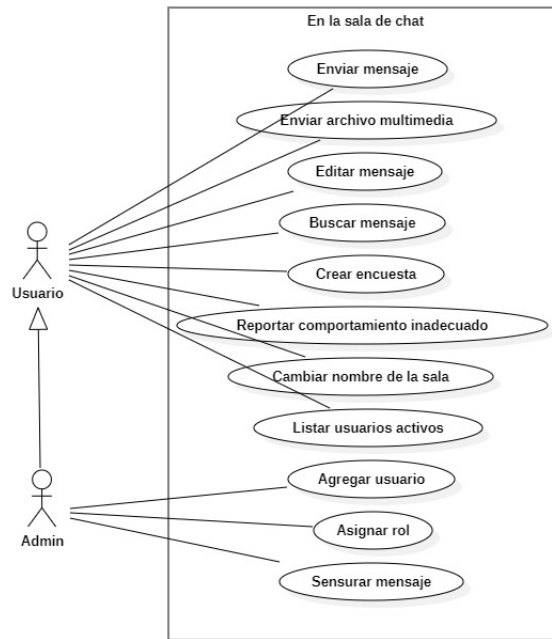 En la sala de chat
Enviar mensaje
Enviar archivo multimedia
Editar mensaje
Buscar mensaje
Crear encuesta
Usuario
Reportar comportamiento inadecuado
Cambiar nombre de la sala
Listar usuarios activos
Agregar usuario
Asignar rol
Admin
Sensurar mensaje